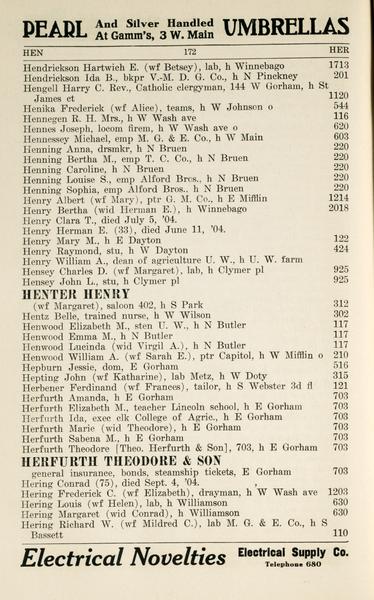 PEARL And Silver Handled At Gamm's, 3 W. Main UMBRELLAS
HEN 172 HER
Hendrickson Hartwich E. (wf Betsey), lab, h Winnebago 1713
Hendrickson Ida B., bkpr V.-M. D. G. Co., h N Pinckney 201
Hengell Harry C. Rev., Catholic clergyman, 144 W Gorham, h St
James ct 1120
Henika Frederick (wf Alice), teams, h W Johnson o 544
Hennegen R. H. Mrs., h W Wash ave 116
Hennes Joseph, locom firem, h W Wash ave o 620
Hennessey Michael, emp M. G. & E. Co., h W Main 603
Henning Anna, drsmkr, h N Bruen 220
Henning Bertha M., emp T. C. Co., h N Bruen 220
Henning Caroline, h N Bruen 220
Henning Louise S., emp Alford Bros., h N Bruen 220
Henning Sophia, emp Alford Bros., h N Bruen 220
Henry Albert (wf Mary), ptr G. M. Co., h E Mifflin 1214
Henry Bertha (wid Herman E.), h Winnebago 2018
Henry Clara T., died July 5, '04.
Henry Herman E. (33), died June 11, '04.
Henry Mary M., h E Dayton 122
Henry Raymond, stu, h W Dayton 424
Henry William A., dean of agriculture U. W., h U. W. farm
Hensey Charles D. (wf Margaret), lab, h Clymer pl 925
Hensey John L., stu, h Clymer pl 925
HENTER HENRY
(wf Margaret), saloon 402, h S Park 312
Hentz Belle, trained nurse, h W Wilson 302
Henwood Elizabeth M., sten U. W., h N Butler 117
Henwood Emma M., h N Butler 117
Henwood Lucinda (wid Virgil A.), h N Butler 117
Henwood William A. (wf Sarah E.), ptr Capitol, h W Mifflin o 210
Hepburn Jessie, dom, E Gorham 516
Hepting John (wf Katharine), lab Metz, h W Doty 315
Herbener Ferdinand (wf Frances), tailor, h S Webster 3d fl 121
Herfurth Amanda, h E Gorham 703
Herfurth Elizabeth M., teacher Lincoln school, h E Gorham 703
Herfurth Ida, exec clk College of Agric., h E Gorham 703
Herfurth Marie (wid Theodore), h E Gorham 703
Herfurth Sabena M., h E Gorham 703
Herfurth Theodore [Theo. Herfurth & Son], 703, h E Gorham 703
HERFURTH THEODORE & SON
general insurance, bonds, steamship tickets, E Gorham 703
Hering Conrad (75), died Sept. 4, '04.
Hering Frederick C. (wf Elizabeth), drayman, h W Wash ave 1203
Hering Louis (wf Helen), lab, h Williamson 630
Hering Margaret (wid Conrad), h Williamson 630
Hering Richard W. (wf Mildred C.), lab M. G. & E. Co., h S
Bassett 110
Electrical Novelties Electrical Supply Co.
Telephone 680